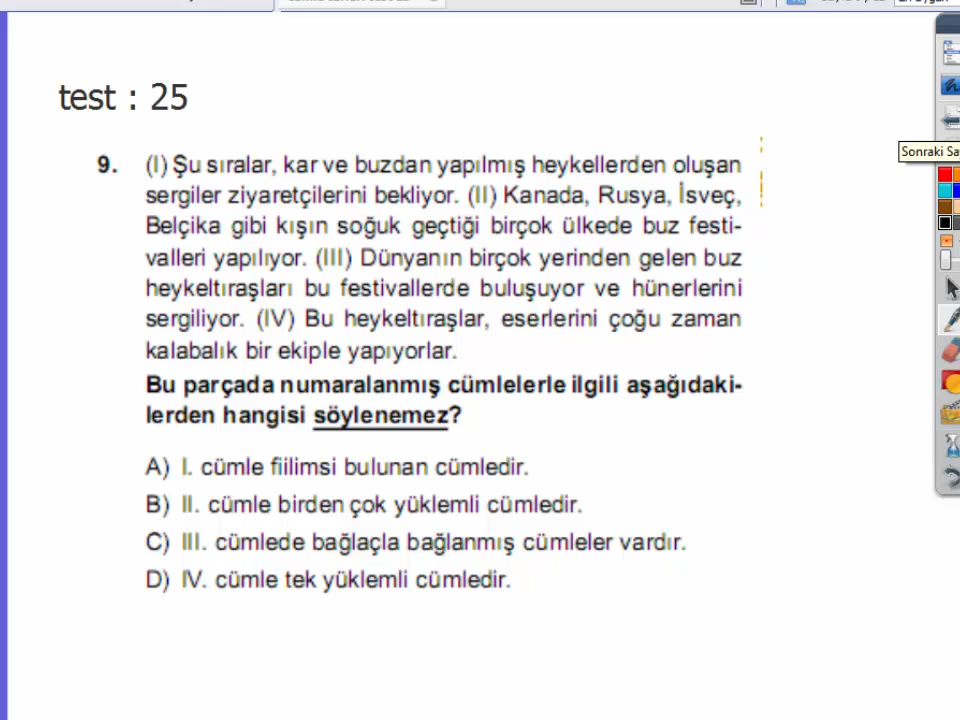 test : 25
Sonraki Sa
9. (I) Şu sıralar, kar ve buzdan yapılmış heykellerden oluşan
sergiler ziyaretçilerini bekliyor. (II) Kanada, Rusya, İsveç,
Belçika gibi kışın soğuk geçtiği birçok ülkede buz festi-
valleri yapılıyor. (III) Dünyanın birçok yerinden gelen buz
heykeltıraşları bu festivallerde buluşuyor ve hünerlerini
sergiliyor. (IV) Bu heykeltıraşlar, eserlerini çoğu zaman
kalabalık bir ekiple yapıyorlar.
Bu parçada numaralanmış cümlelerle ilgili aşağıdaki-
lerden hangisi söylenemez?
A) I. cümle fiilimsi bulunan cümledir.
B) II. cümle birden çok yüklemli cümledir.
C) III. cümlede bağlaçla bağlanmış cümleler vardır.
D) IV. cümle tek yüklemli cümledir.